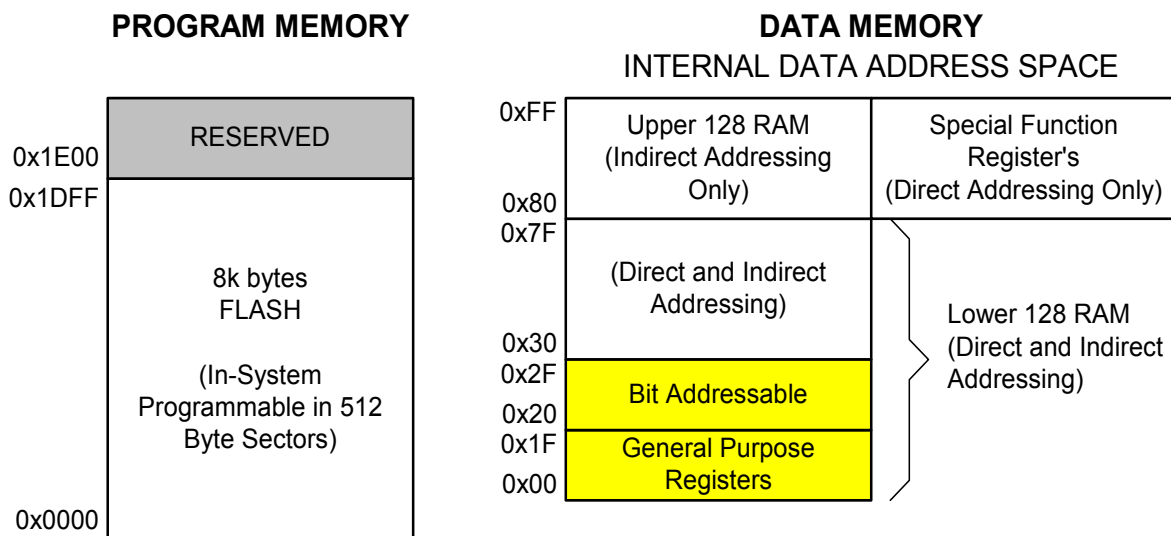 PROGRAM MEMORY
RESERVED
0x1E00
0x1DFF
8k bytes
FLASH
(In-System
Programmable in 512
Byte Sectors)
0x0000
DATA MEMORY
INTERNAL DATA ADDRESS SPACE
0xFF
Upper 128 RAM
(Indirect Addressing
Only)
0x80
Special Function
Register's
(Direct Addressing Only)
0x7F
(Direct and Indirect
Addressing)
0x30
0x2F
Bit Addressable
0x20
0x1F
General Purpose
Registers
0x00
Lower 128 RAM
(Direct and Indirect
Addressing)